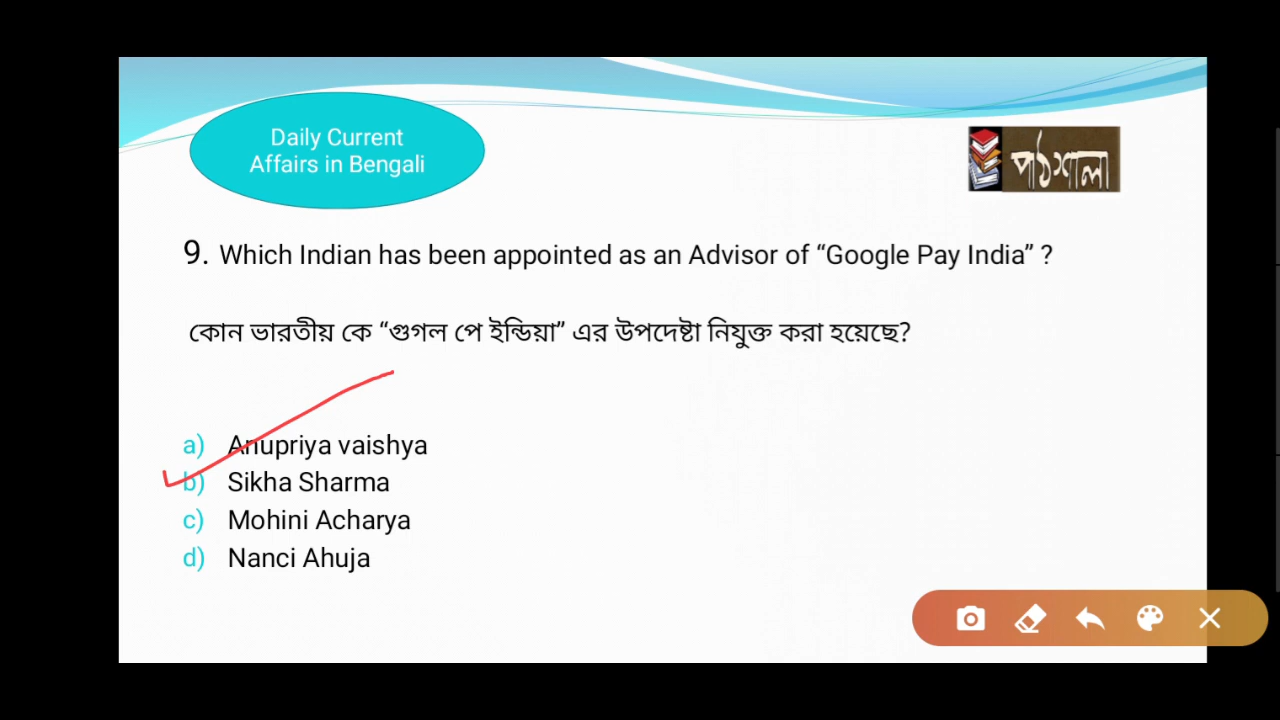 Daily Current
Affairs in Bengali
পাঠশালা
9. Which Indian has been appointed as an Advisor of “Google Pay India” ?
কোন ভারতীয় কে “গুগল পে ইন্ডিয়া” এর উপদেষ্টা নিযুক্ত করা হয়েছে?
a) Anupriya vaishya
b) Sikha Sharma
c) Mohini Acharya
d) Nanci Ahuja